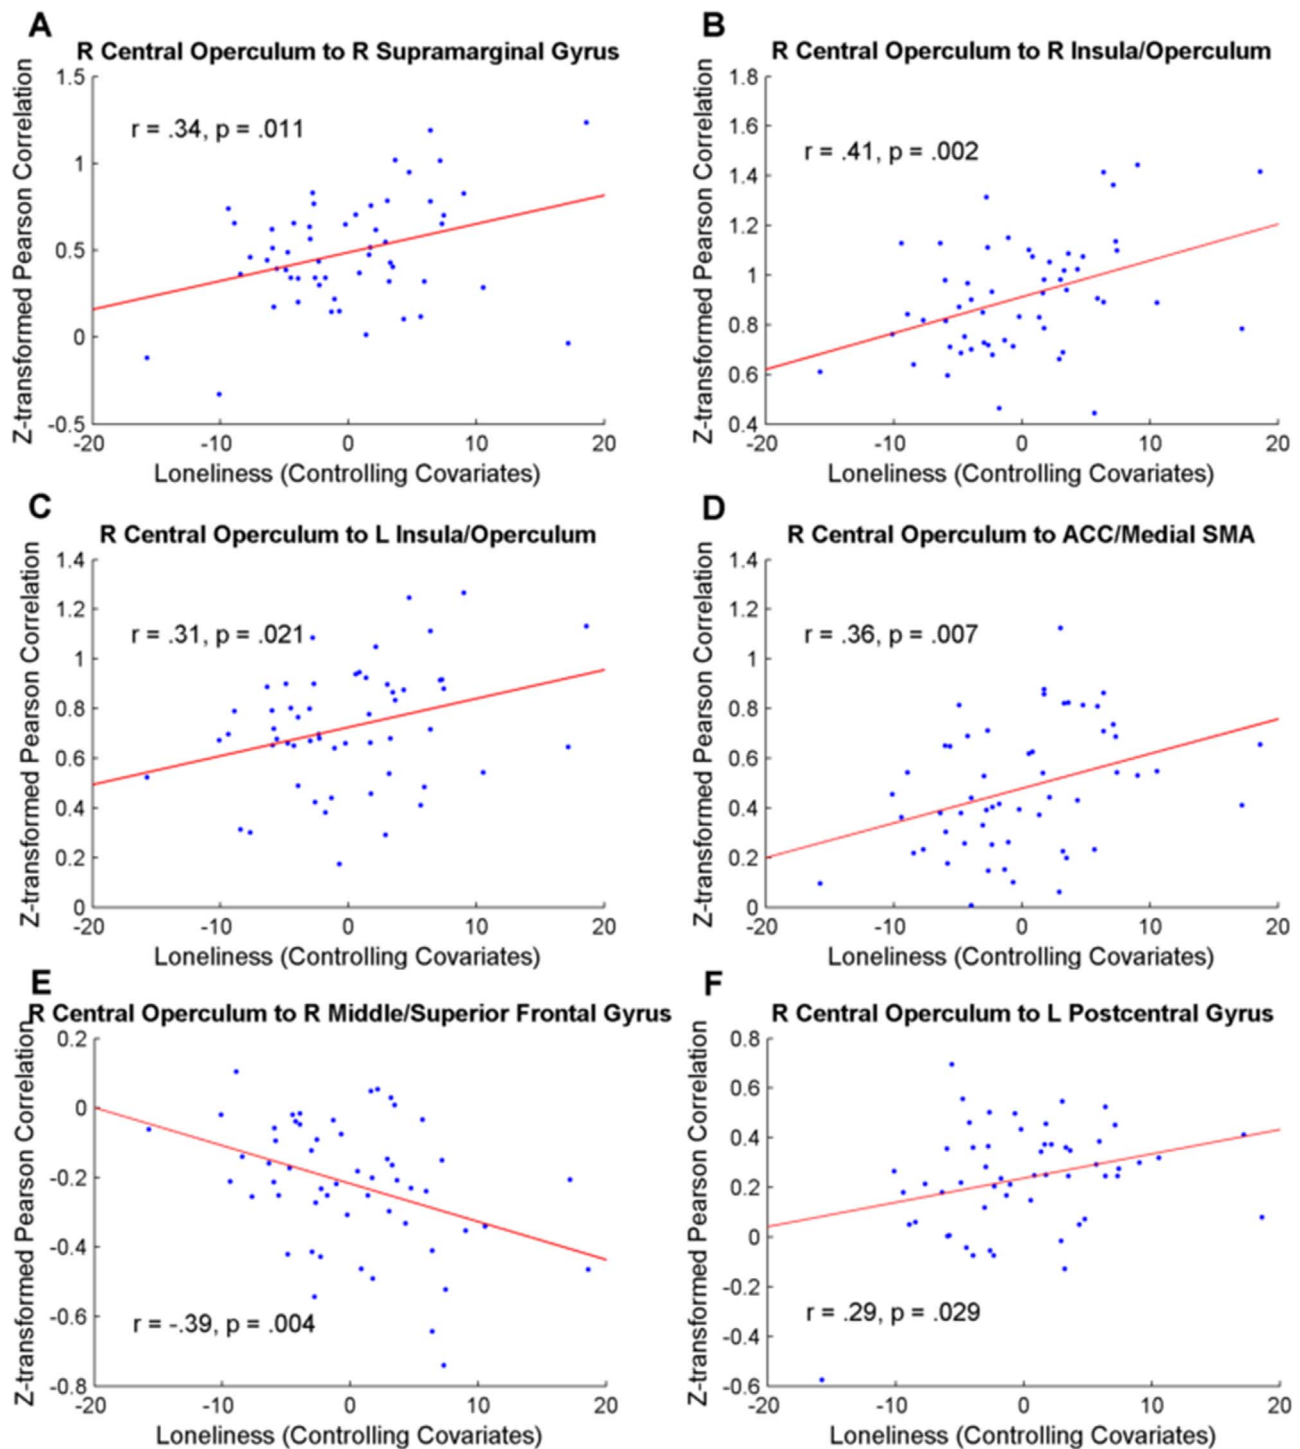 A
R Central Operculum to R Supramarginal Gyrus
Z-transformed Pearson Correlation
1.5
1
0.5
0
-0.5
r = .34, p = .011
-20 -10 0 10 20
Loneliness (Controlling Covariates)
B
R Central Operculum to R Insula/Operculum
Z-transformed Pearson Correlation
1.8
1.6
1.4
1.2
1
0.8
0.6
0.4
r = .41, p = .002
-20 -10 0 10 20
Loneliness (Controlling Covariates)
C
R Central Operculum to L Insula/Operculum
Z-transformed Pearson Correlation
1.4
1.2
1
0.8
0.6
0.4
0.2
0
r = .31, p = .021
-20 -10 0 10 20
Loneliness (Controlling Covariates)
D
R Central Operculum to ACC/Medial SMA
Z-transformed Pearson Correlation
1.4
1.2
1
0.8
0.6
0.4
0.2
0
r = .36, p = .007
-20 -10 0 10 20
Loneliness (Controlling Covariates)
E
R Central Operculum to R Middle/Superior Frontal Gyrus
Z-transformed Pearson Correlation
0.2
0
-0.2
-0.4
-0.6
-0.8
r = -.39, p = .004
-20 -10 0 10 20
Loneliness (Controlling Covariates)
F
R Central Operculum to L Postcentral Gyrus
Z-transformed Pearson Correlation
0.8
0.6
0.4
0.2
0
-0.2
-0.4
-0.6
r = .29, p = .029
-20 -10 0 10 20
Loneliness (Controlling Covariates)